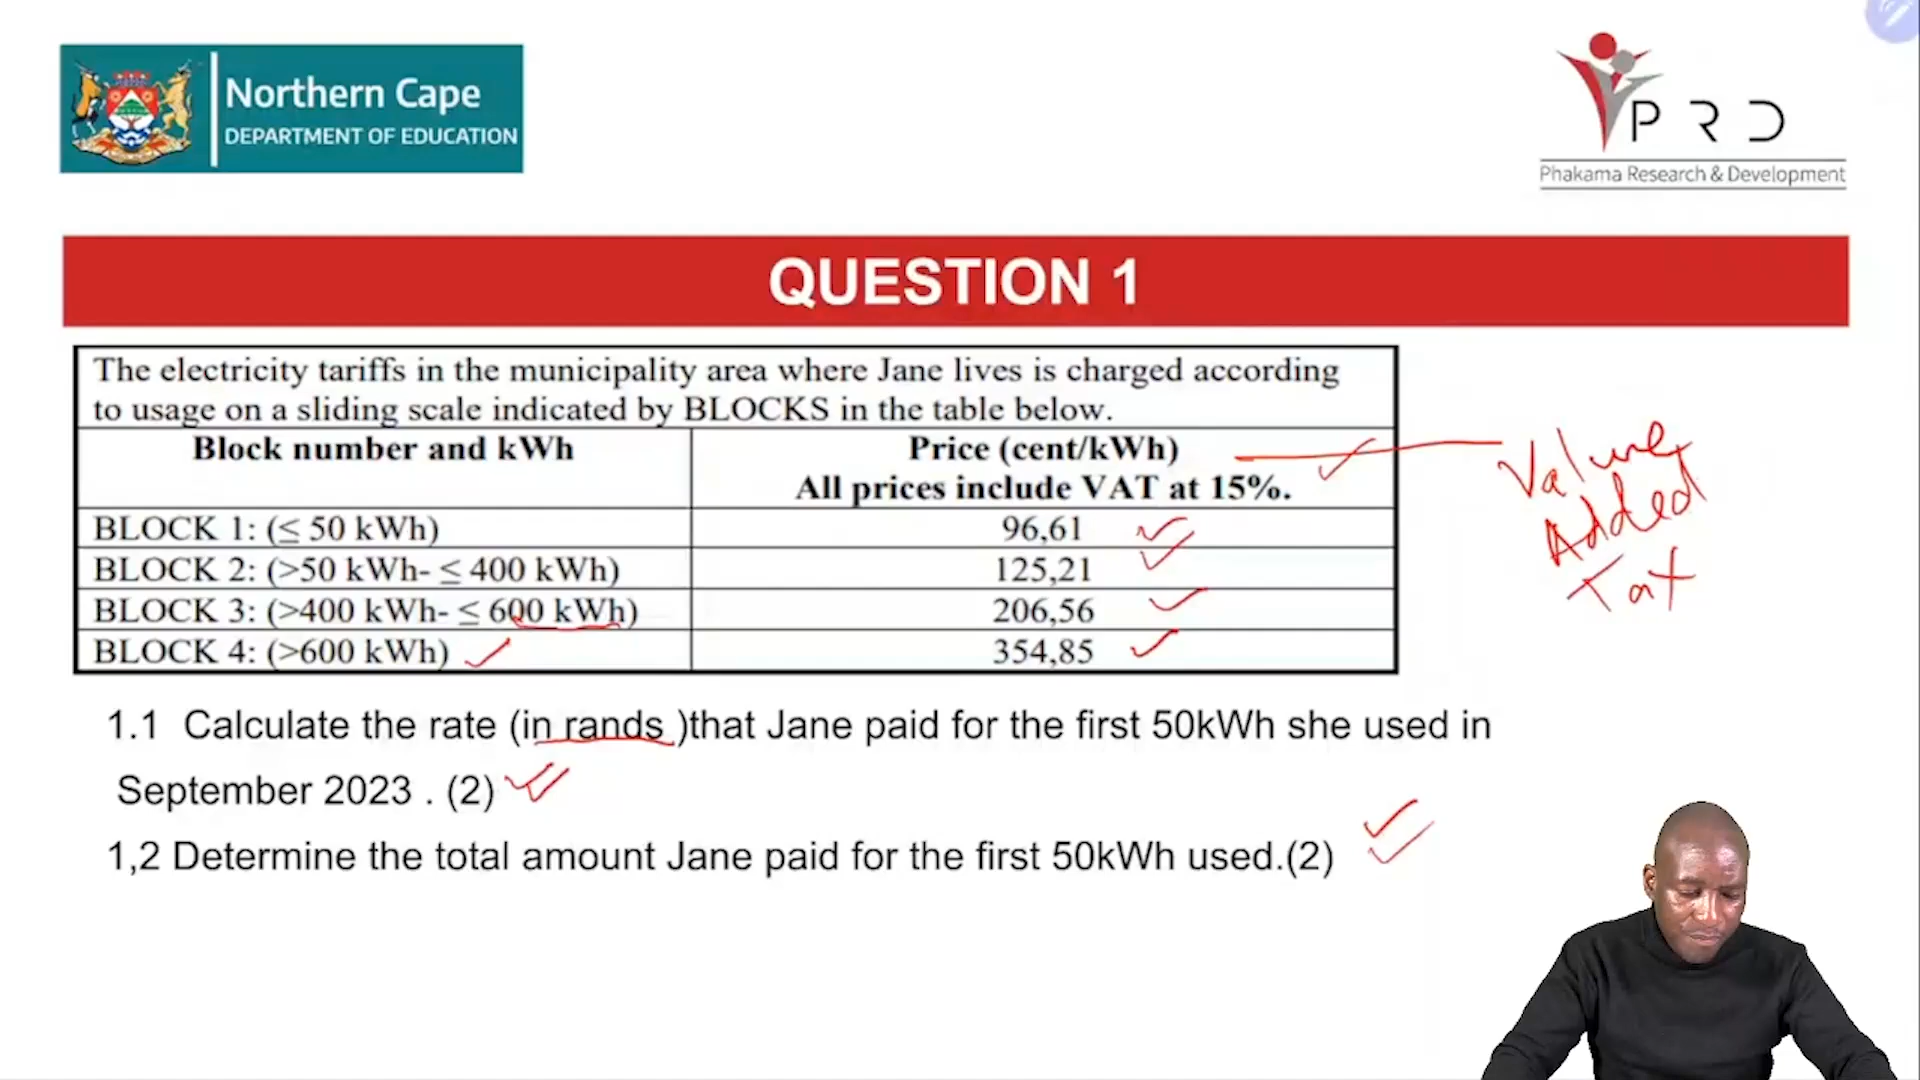 Northern Cape
DEPARTMENT OF EDUCATION
PRD
Phakama Research & Development
QUESTION 1
The electricity tariffs in the municipality area where Jane lives is charged according
to usage on a sliding scale indicated by BLOCKS in the table below.
Block number and kWh
Price (cent/kWh)
All prices include VAT at 15%.
BLOCK 1: (≤ 50 kWh) 96,61
BLOCK 2: (>50 kWh- ≤ 400 kWh) 125,21
BLOCK 3: (>400 kWh- ≤ 600 kWh) 206,56
BLOCK 4: (>600 kWh) 354,85
Value
Added
Tax
1.1 Calculate the rate (in rands )that Jane paid for the first 50kWh she used in
September 2023 . (2)
1,2 Determine the total amount Jane paid for the first 50kWh used.(2)